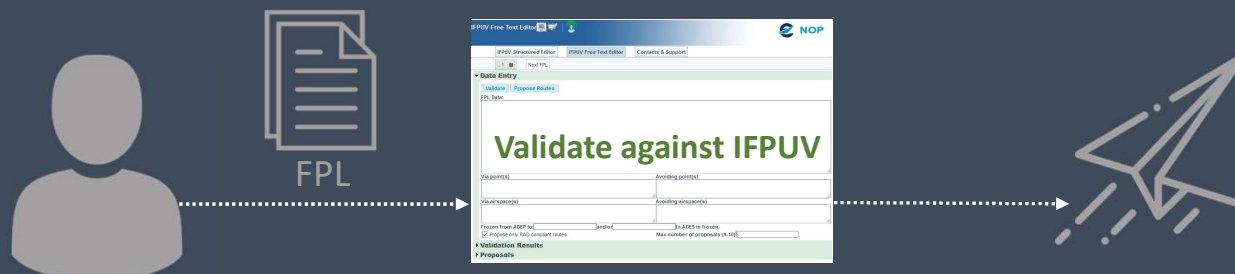 IFPUV Free Text Editor
NOP
IFPUV Structured Editor IFPUV Free Text Editor Contacts & Support
Next FPL
Data Entry
Validate Propose Routes
FPL Data:
Validate against IFPUV
FPL
Via point(s) Avoiding point(s)
Via airspace(s) Avoiding airspace(s)
Frozen from ADEP to and/or to ADES is frozen.
Propose only RAD compliant routes Max number of proposals (1-10)
Validation Results
Proposals